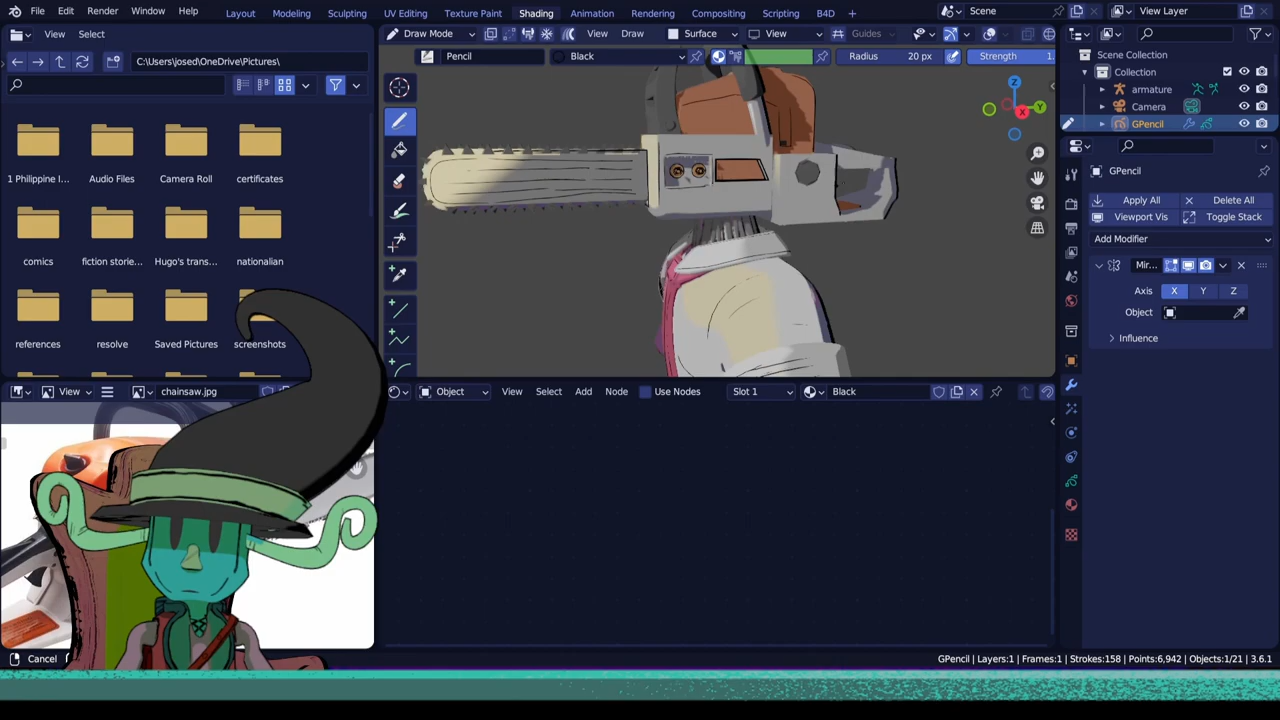 File Edit Render Window Help Layout Modeling Sculpting UV Editing Texture Paint Shading Animation Rendering Compositing Scripting B4D + Scene View Layer
View Select Draw Mode View Draw Surface View Guides
C:\Users\josed\OneDrive\Pictures\ Pencil Black Radius 20 px Strength 1.
Scene Collection
Collection
armature
Camera
GPencil
1 Philippine I... Audio Files Camera Roll certificates
comics fiction storie... Hugo's trans... nationalian
references resolve Saved Pictures screenshots
Z
Y
X
GPencil
Apply All Delete All
Viewport Vis Toggle Stack
Add Modifier
Mir...
Axis X Y Z
Object
Influence
View chainsaw.jpg Object View Select Add Node Use Nodes Slot 1 Black
Cancel GPencil | Layers:1 | Frames:1 | Strokes:158 | Points:6,942 | Objects:1/21 | 3.6.1